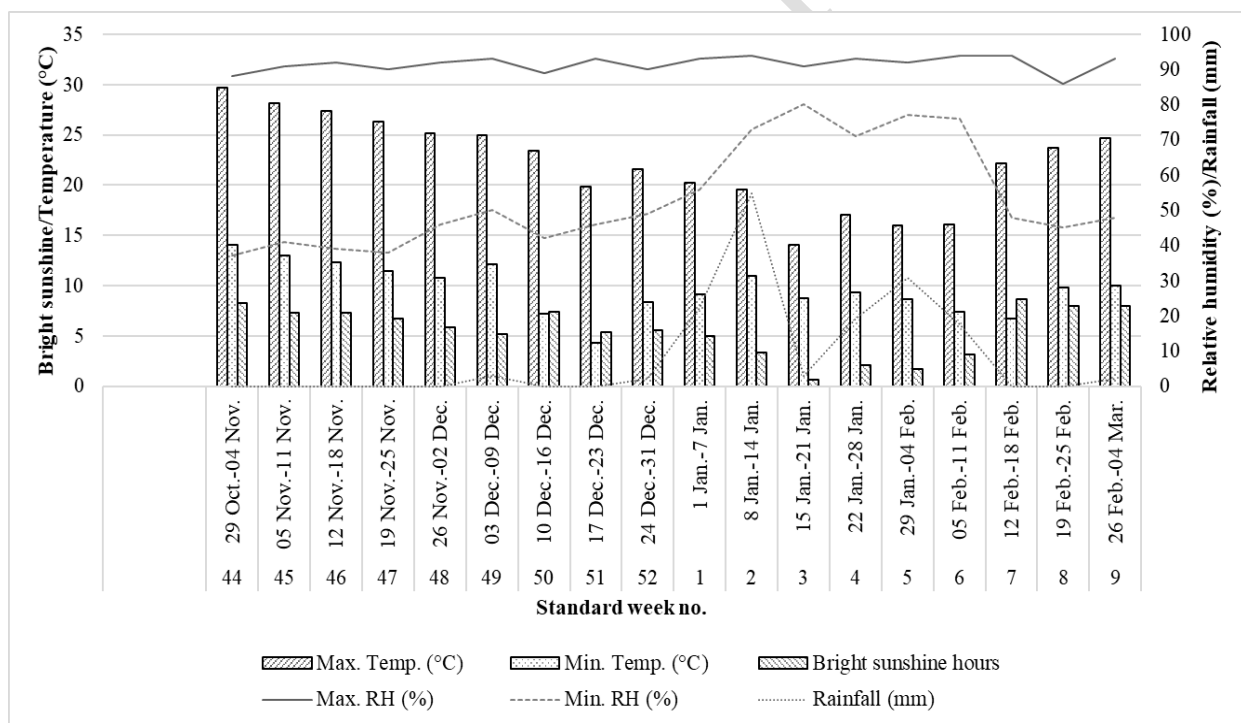 35
30
25
20
15
10
5
0
Bright sunshine/Temperature (°C)
100
90
80
70
60
50
40
30
20
10
0
Relative humidity (%)/Rainfall (mm)
29 Oct.-04 Nov.
05 Nov.-11 Nov.
12 Nov.-18 Nov.
19 Nov.-25 Nov.
26 Nov.-02 Dec.
03 Dec.-09 Dec.
10 Dec.-16 Dec.
17 Dec.-23 Dec.
24 Dec.-31 Dec.
1 Jan.-7 Jan.
8 Jan.-14 Jan.
15 Jan.-21 Jan.
22 Jan.-28 Jan.
29 Jan.-04 Feb.
05 Feb.-11 Feb.
12 Feb.-18 Feb.
19 Feb.-25 Feb.
26 Feb.-04 Mar.
44 45 46 47 48 49 50 51 52 1 2 3 4 5 6 7 8 9
Standard week no.
Max. Temp. (°C) Min. Temp. (°C) Bright sunshine hours
Max. RH (%) Min. RH (%) Rainfall (mm)